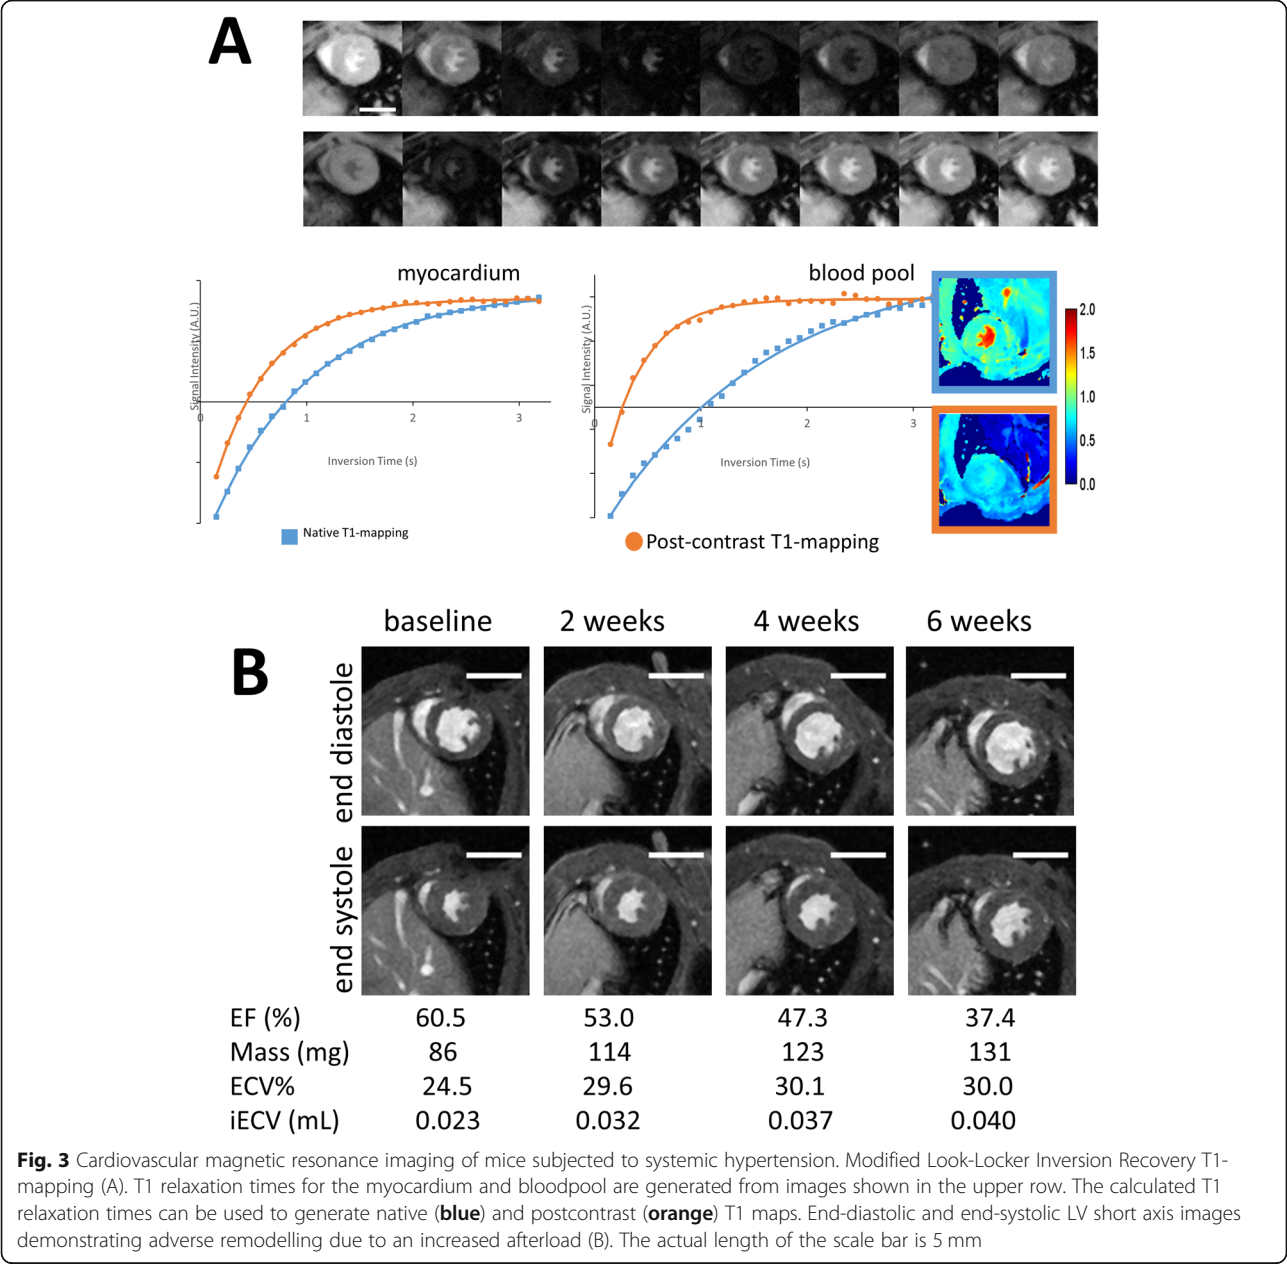 A
myocardium
blood pool
Signal Intensity (A.U.)
0 1 2 3
Inversion Time (s)
Signal Intensity (A.U.)
0 1 2 3
Inversion Time (s)
2.0
1.5
1.0
0.5
0.0
Native T1-mapping
Post-contrast T1-mapping
B
baseline 2 weeks 4 weeks 6 weeks
end diastole
end systole
EF (%) 60.5 53.0 47.3 37.4
Mass (mg) 86 114 123 131
ECV% 24.5 29.6 30.1 30.0
iECV (mL) 0.023 0.032 0.037 0.040
Fig. 3 Cardiovascular magnetic resonance imaging of mice subjected to systemic hypertension. Modified Look-Locker Inversion Recovery T1-
mapping (A). T1 relaxation times for the myocardium and bloodpool are generated from images shown in the upper row. The calculated T1
relaxation times can be used to generate native (blue) and postcontrast (orange) T1 maps. End-diastolic and end-systolic LV short axis images
demonstrating adverse remodelling due to an increased afterload (B). The actual length of the scale bar is 5 mm